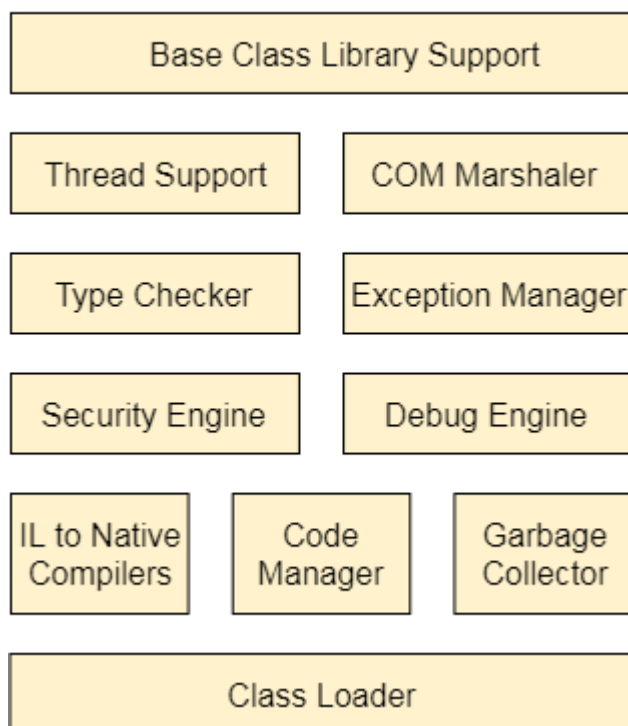 Base Class Library Support
Thread Support
COM Marshaler
Type Checker
Exception Manager
Security Engine
Debug Engine
IL to Native
Compilers
Code
Manager
Garbage
Collector
Class Loader